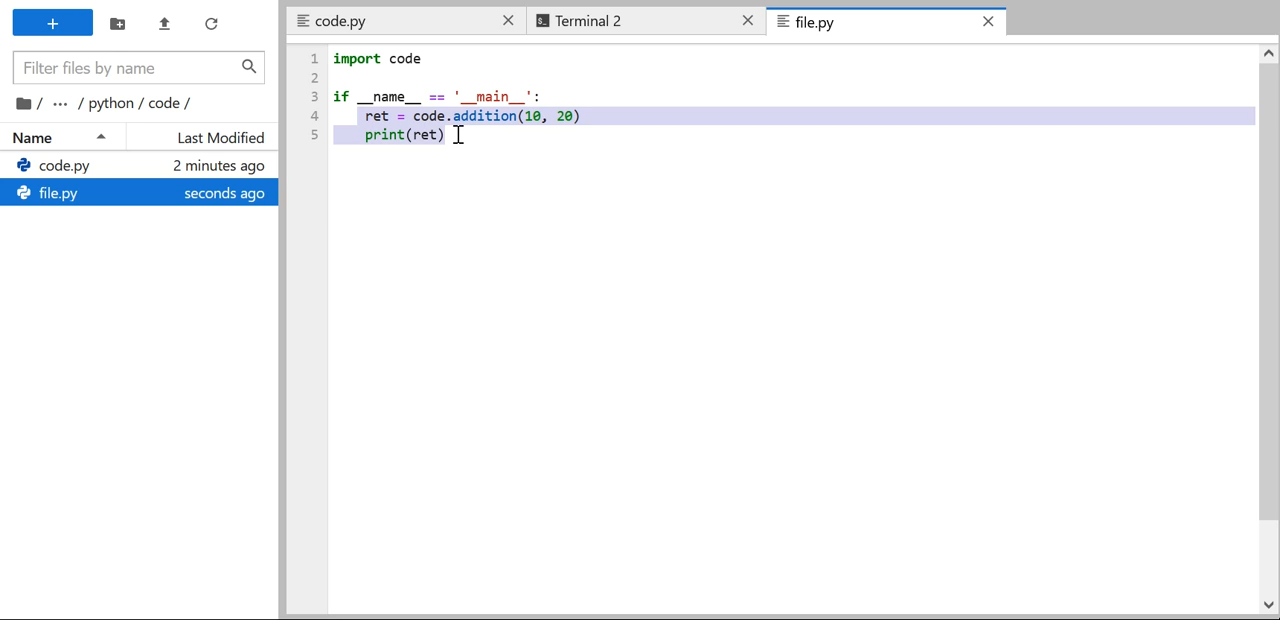 +
code.py
Terminal 2
file.py
Filter files by name
/ ... / python / code /
Name Last Modified
code.py 2 minutes ago
file.py seconds ago
1 import code
2
3 if __name__ == '__main__':
4 ret = code.addition(10, 20)
5 print(ret)